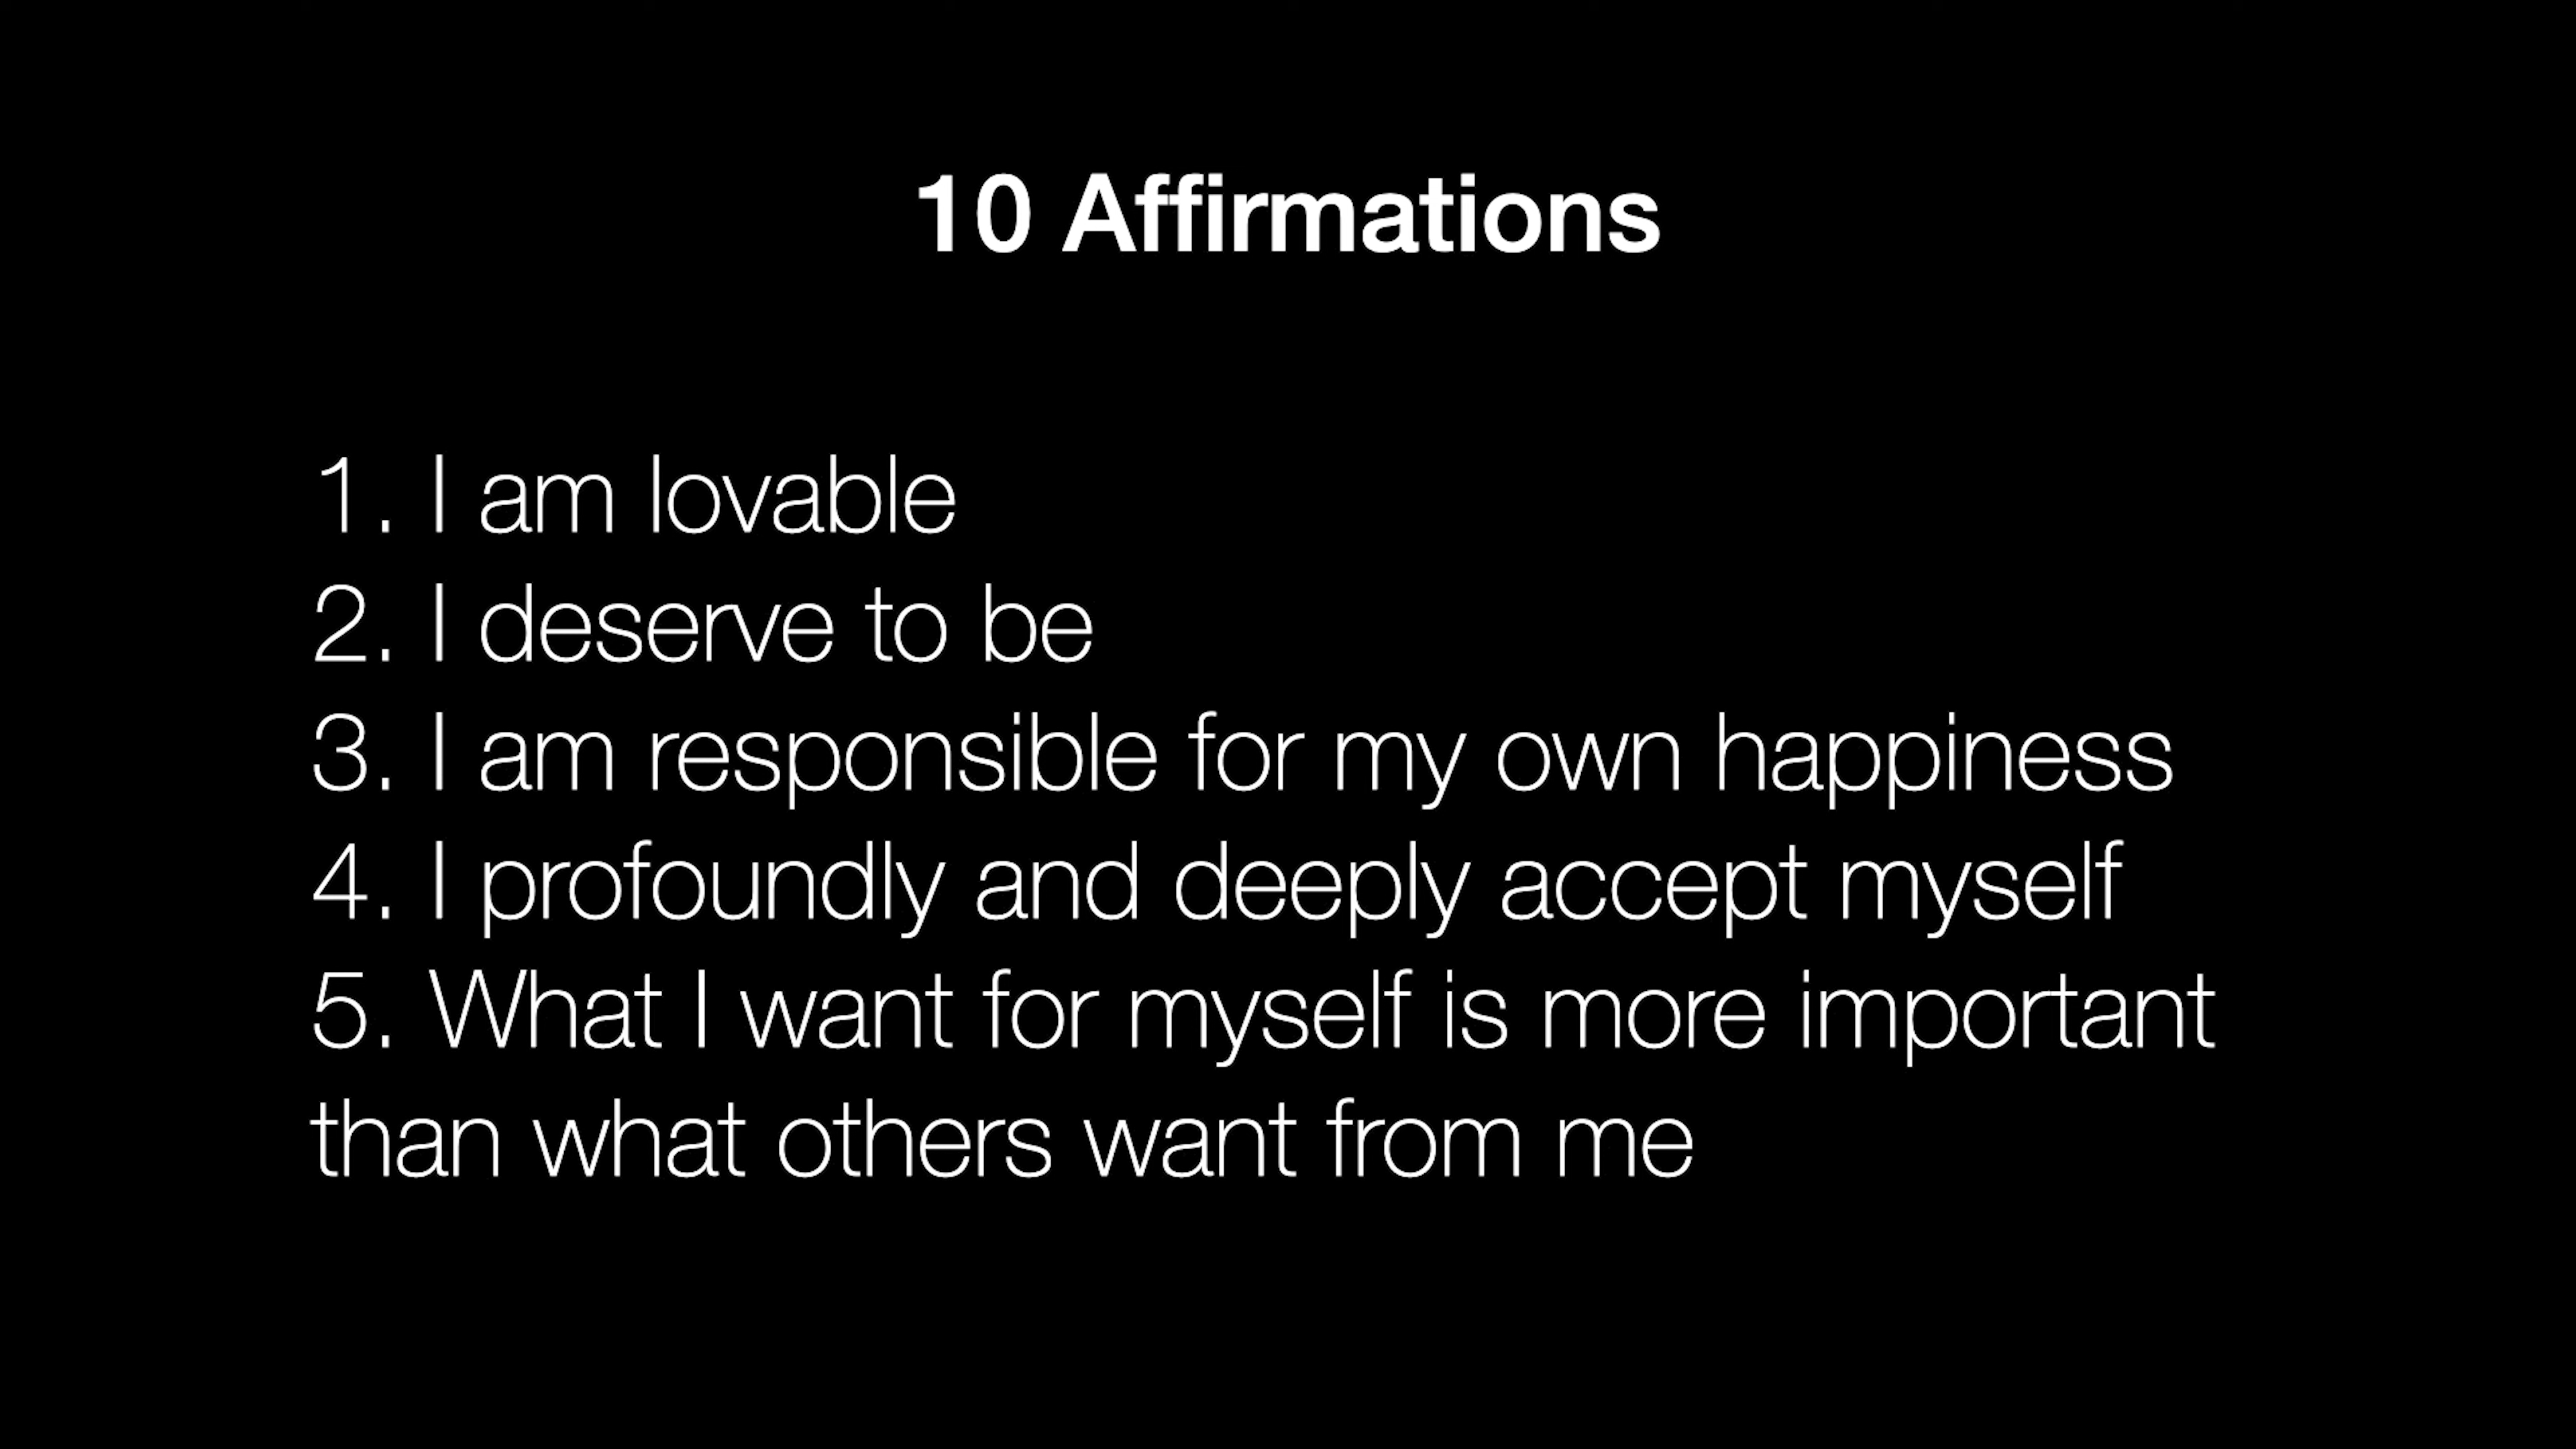 10 Affirmations
1. I am lovable
2. I deserve to be
3. I am responsible for my own happiness
4. I profoundly and deeply accept myself
5. What I want for myself is more important
than what others want from me